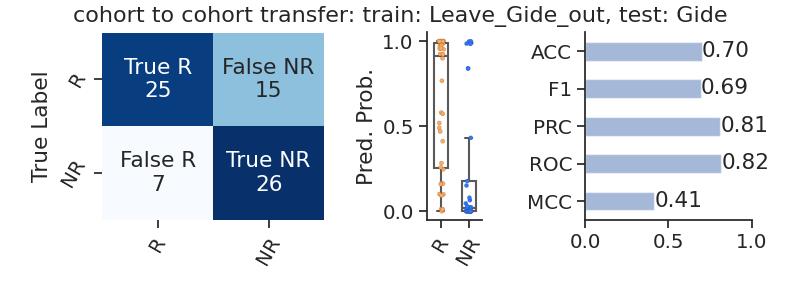 cohort to cohort transfer: train: Leave_Gide_out, test: Gide
True Label
R
NR
True R
25
False NR
15
False R
7
True NR
26
R
NR
Pred. Prob.
1.0
0.5
0.0
R
NR
ACC
0.70
F1
0.69
PRC
0.81
ROC
0.82
MCC
0.41
0.0
0.5
1.0